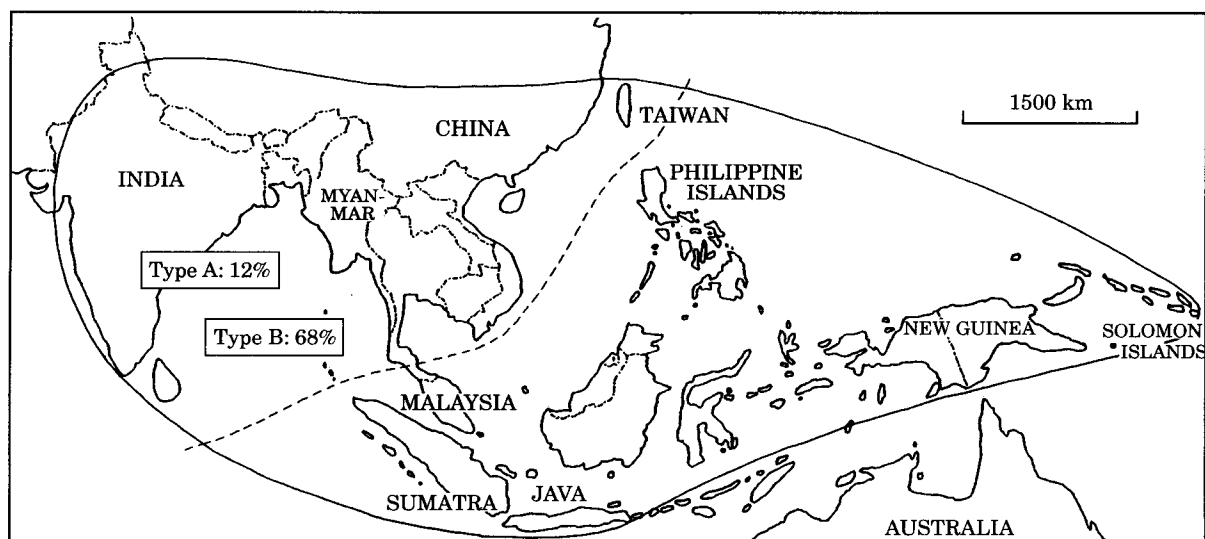 CHINA
TAIWAN
1500 km
INDIA
MYAN-
MAR
PHILIPPINE
ISLANDS
Type A: 12%
Type B: 68%
NEW GUINEA
SOLOMON
ISLANDS
MALAYSIA
SUMATRA
JAVA
AUSTRALIA